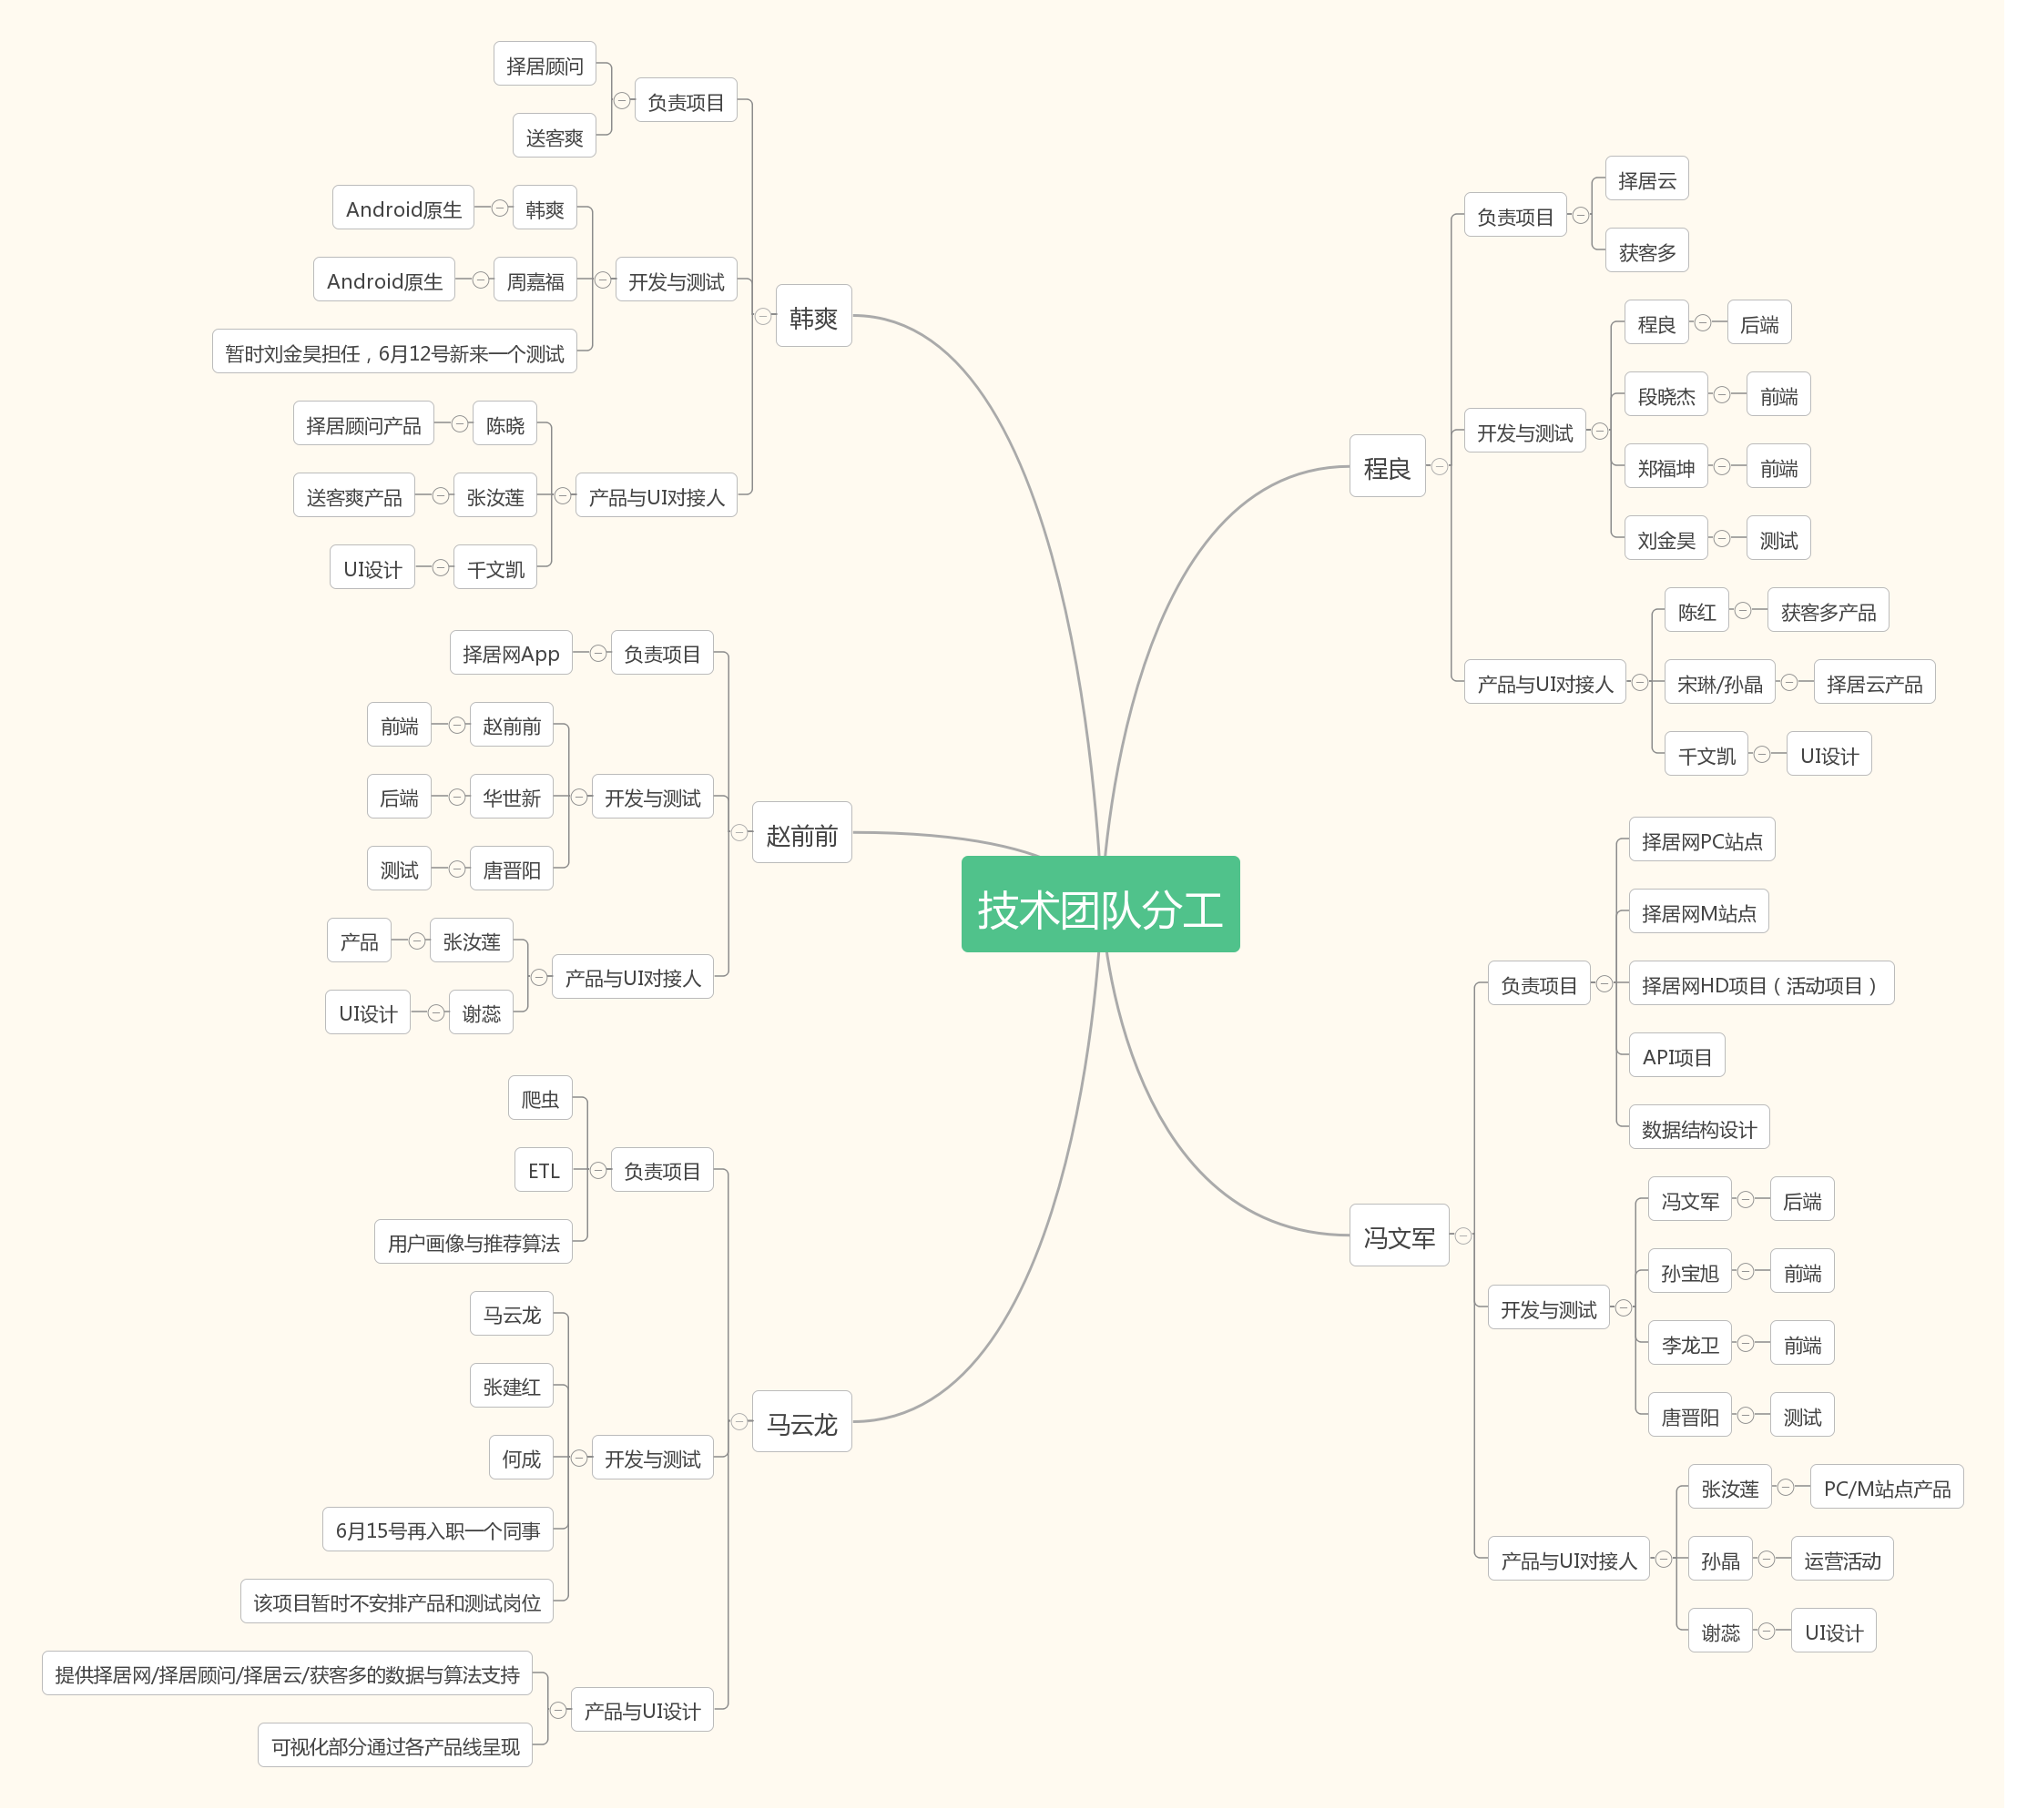 技术团队分工
程良
负责项目
择居云
获客多
开发与测试
程良
后端
段晓杰
前端
郑福坤
前端
刘金昊
测试
产品与UI对接人
陈红
获客多产品
宋琳/孙晶
择居云产品
千文凯
UI设计
冯文军
负责项目
择居网PC站点
择居网M站点
择居网HD项目（活动项目）
API项目
数据结构设计
开发与测试
冯文军
后端
孙宝旭
前端
李龙卫
前端
唐晋阳
测试
产品与UI对接人
张汝莲
PC/M站点产品
孙晶
运营活动
谢蕊
UI设计
韩爽
负责项目
择居顾问
送客爽
开发与测试
韩爽
Android原生
周嘉福
Android原生
暂时刘金昊担任，6月12号新来一个测试
产品与UI对接人
陈晓
择居顾问产品
张汝莲
送客爽产品
千文凯
UI设计
赵前前
负责项目
择居网App
开发与测试
赵前前
前端
华世新
后端
唐晋阳
测试
产品与UI对接人
张汝莲
产品
谢蕊
UI设计
马云龙
负责项目
爬虫
ETL
用户画像与推荐算法
开发与测试
马云龙
张建红
何成
6月15号再入职一个同事
该项目暂时不安排产品和测试岗位
产品与UI设计
提供择居网/择居顾问/择居云/获客多的数据与算法支持
可视化部分通过各产品线呈现